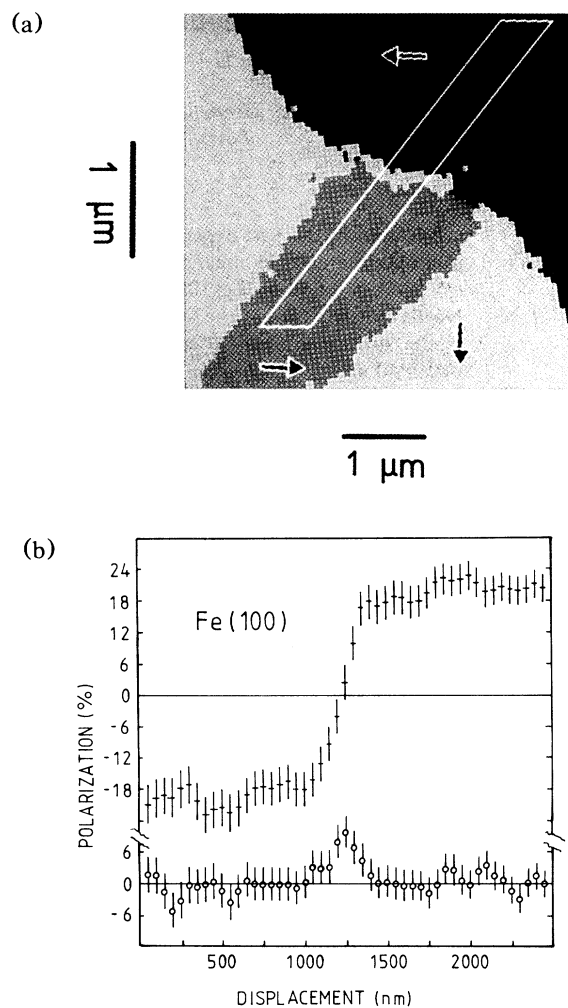 (a)
1 μm
1 μm
(b)
Fe(100)
POLARIZATION (%)
24
18
12
6
0
-6
-12
-18
6
0
-6
500
1000
1500
2000
DISPLACEMENT (nm)